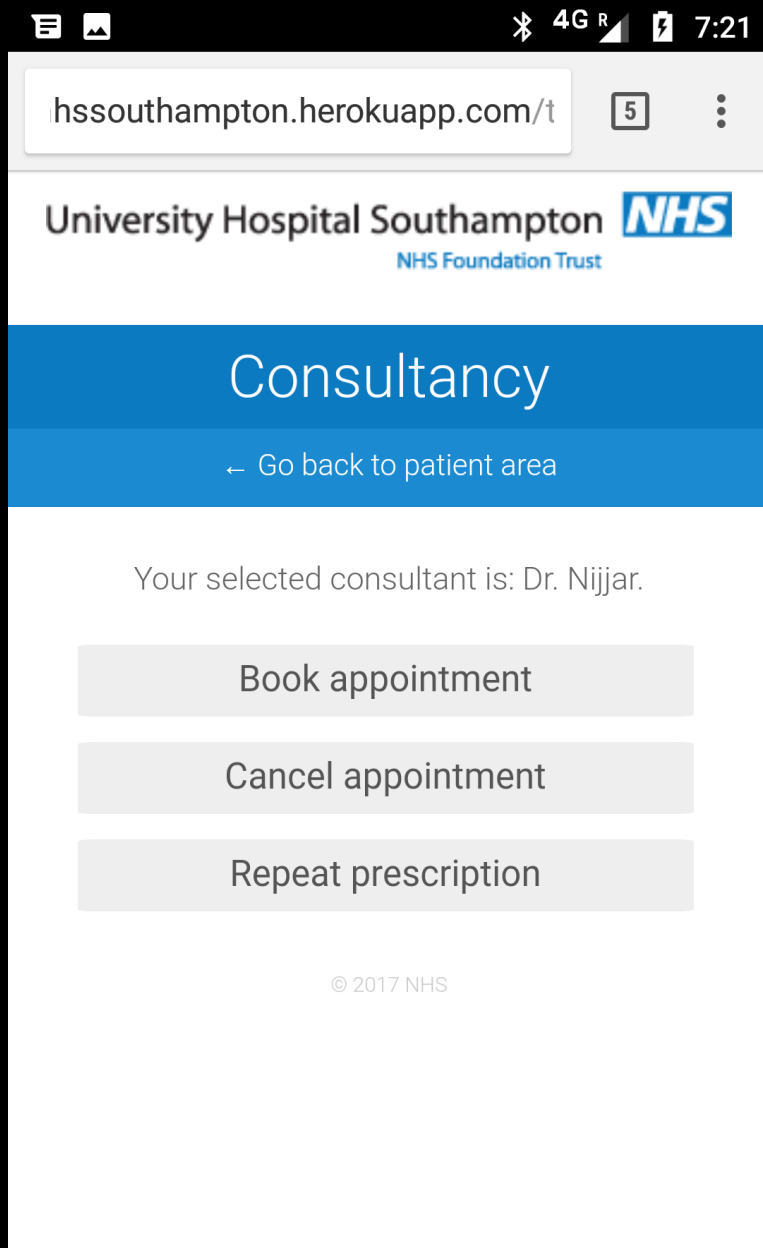 4G R 7:21
hssouthampton.herokuapp.com/t 5
University Hospital Southampton NHS
NHS Foundation Trust
Consultancy
← Go back to patient area
Your selected consultant is: Dr. Nijjar.
Book appointment
Cancel appointment
Repeat prescription
© 2017 NHS